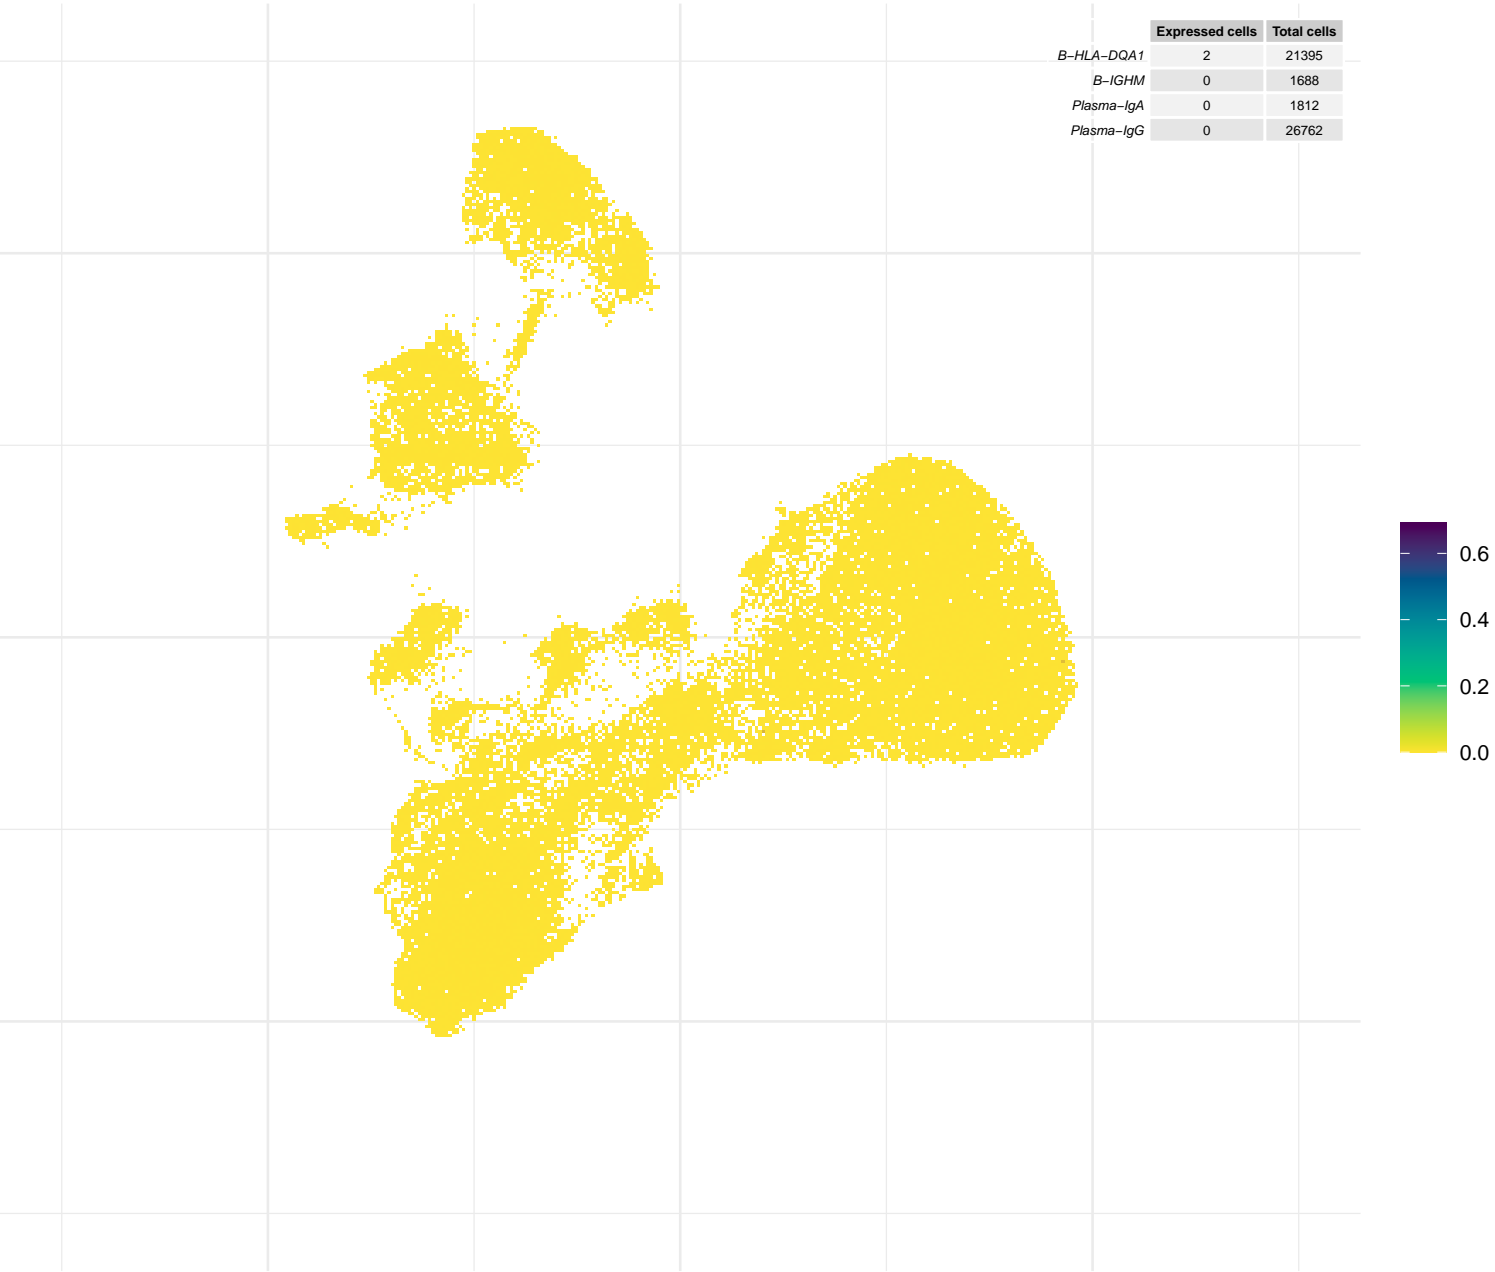 Expressed cells Total cells
B−HLA−DQA1 2 21395
B−IGHM 0 1688
Plasma−IgA 0 1812
Plasma−IgG 0 26762
0.6
0.4
0.2
0.0